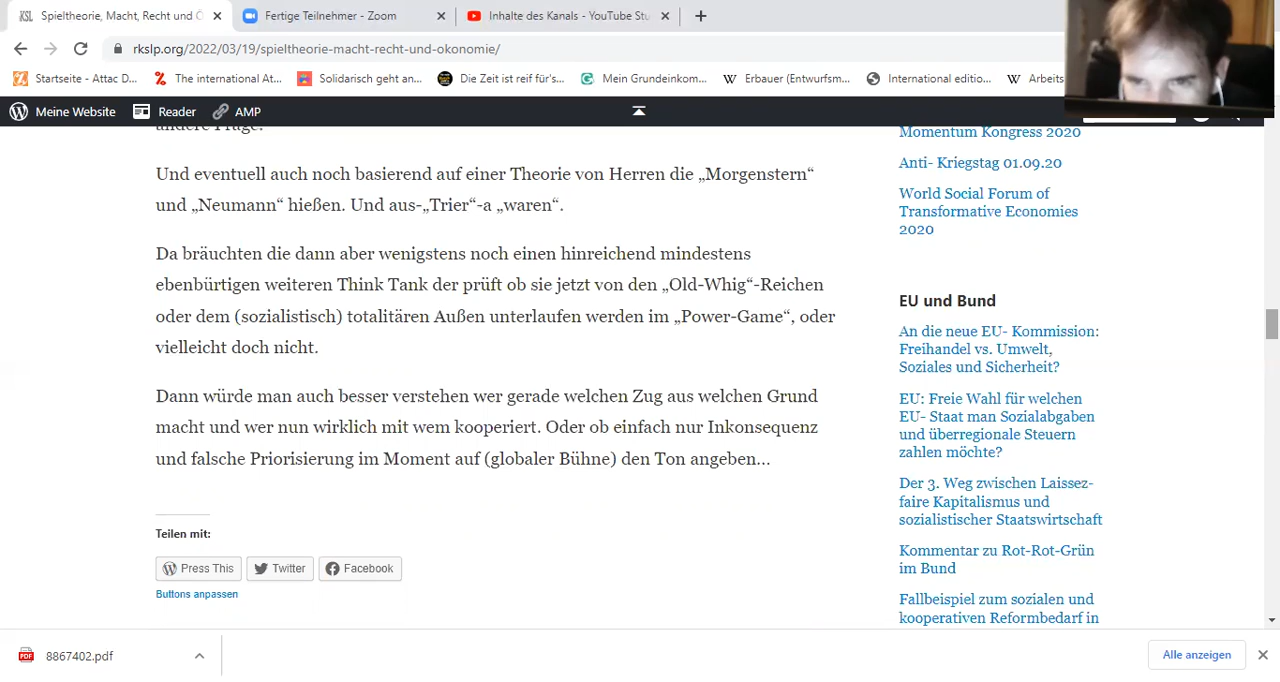 Spieltheorie, Macht, Recht und Ö
Fertige Teilnehmer - Zoom
Inhalte des Kanals - YouTube Stu
rkslp.org/2022/03/19/spieltheorie-macht-recht-und-okonomie/
Startseite - Attac D...
The international At...
Solidarisch geht an...
Die Zeit ist reif für's...
Mein Grundeinkom...
Erbauer (Entwurfsm...
International editio...
Arbeits
Meine Website
Reader
AMP
andere Frage.
Und eventuell auch noch basierend auf einer Theorie von Herren die „Morgenstern“
und „Neumann“ hießen. Und aus-„Trier“-a „waren“.
Da bräuchten die dann aber wenigstens noch einen hinreichend mindestens
ebenbürtigen weiteren Think Tank der prüft ob sie jetzt von den „Old-Whig“-Reichen
oder dem (sozialistisch) totalitären Außen unterlaufen werden im „Power-Game“, oder
vielleicht doch nicht.
Dann würde man auch besser verstehen wer gerade welchen Zug aus welchen Grund
macht und wer nun wirklich mit wem kooperiert. Oder ob einfach nur Inkonsequenz
und falsche Priorisierung im Moment auf (globaler Bühne) den Ton angeben...
Teilen mit:
Press This
Twitter
Facebook
Buttons anpassen
Momentum Kongress 2020
Anti- Kriegstag 01.09.20
World Social Forum of
Transformative Economies
2020
EU und Bund
An die neue EU- Kommission:
Freihandel vs. Umwelt,
Soziales und Sicherheit?
EU: Freie Wahl für welchen
EU- Staat man Sozialabgaben
und überregionale Steuern
zahlen möchte?
Der 3. Weg zwischen Laissez-
faire Kapitalismus und
sozialistischer Staatswirtschaft
Kommentar zu Rot-Rot-Grün
im Bund
Fallbeispiel zum sozialen und
kooperativen Reformbedarf in
8867402.pdf
Alle anzeigen